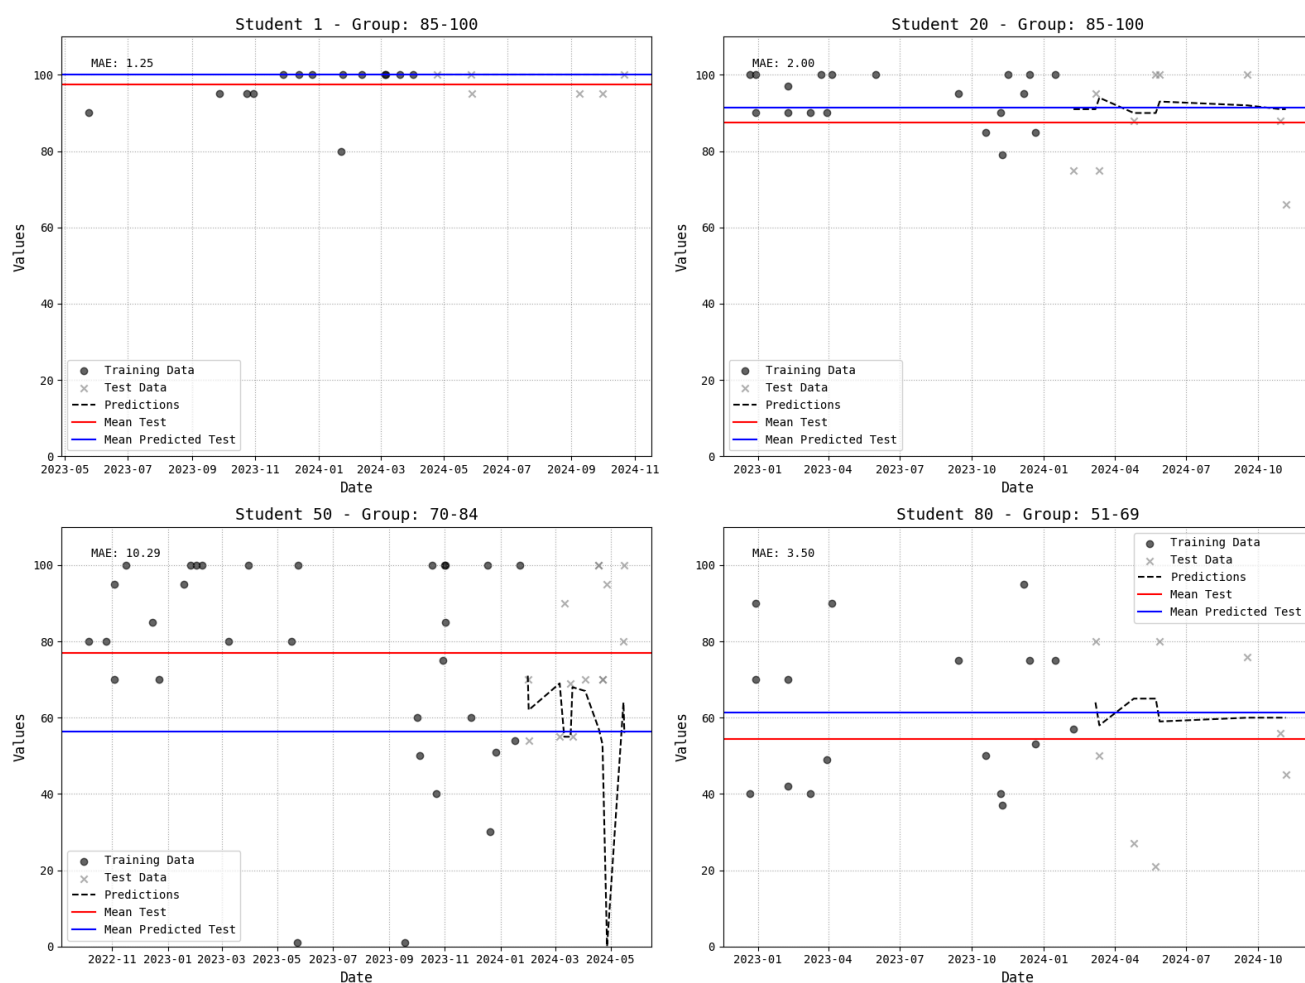 Student 1 - Group: 85-100
MAE: 1.25
100
80
60
40
20
0
Values
Training Data
Test Data
Predictions
Mean Test
Mean Predicted Test
2023-05 2023-07 2023-09 2023-11 2024-01 2024-03 2024-05 2024-07 2024-09 2024-11
Date
Student 20 - Group: 85-100
MAE: 2.00
100
80
60
40
20
0
Values
Training Data
Test Data
Predictions
Mean Test
Mean Predicted Test
2023-01 2023-04 2023-07 2023-10 2024-01 2024-04 2024-07 2024-10
Date
Student 50 - Group: 70-84
MAE: 10.29
100
80
60
40
20
0
Values
Training Data
Test Data
Predictions
Mean Test
Mean Predicted Test
2022-11 2023-01 2023-03 2023-05 2023-07 2023-09 2023-11 2024-01 2024-03 2024-05
Date
Student 80 - Group: 51-69
MAE: 3.50
100
80
60
40
20
0
Values
Training Data
Test Data
Predictions
Mean Test
Mean Predicted Test
2023-01 2023-04 2023-07 2023-10 2024-01 2024-04 2024-07 2024-10
Date